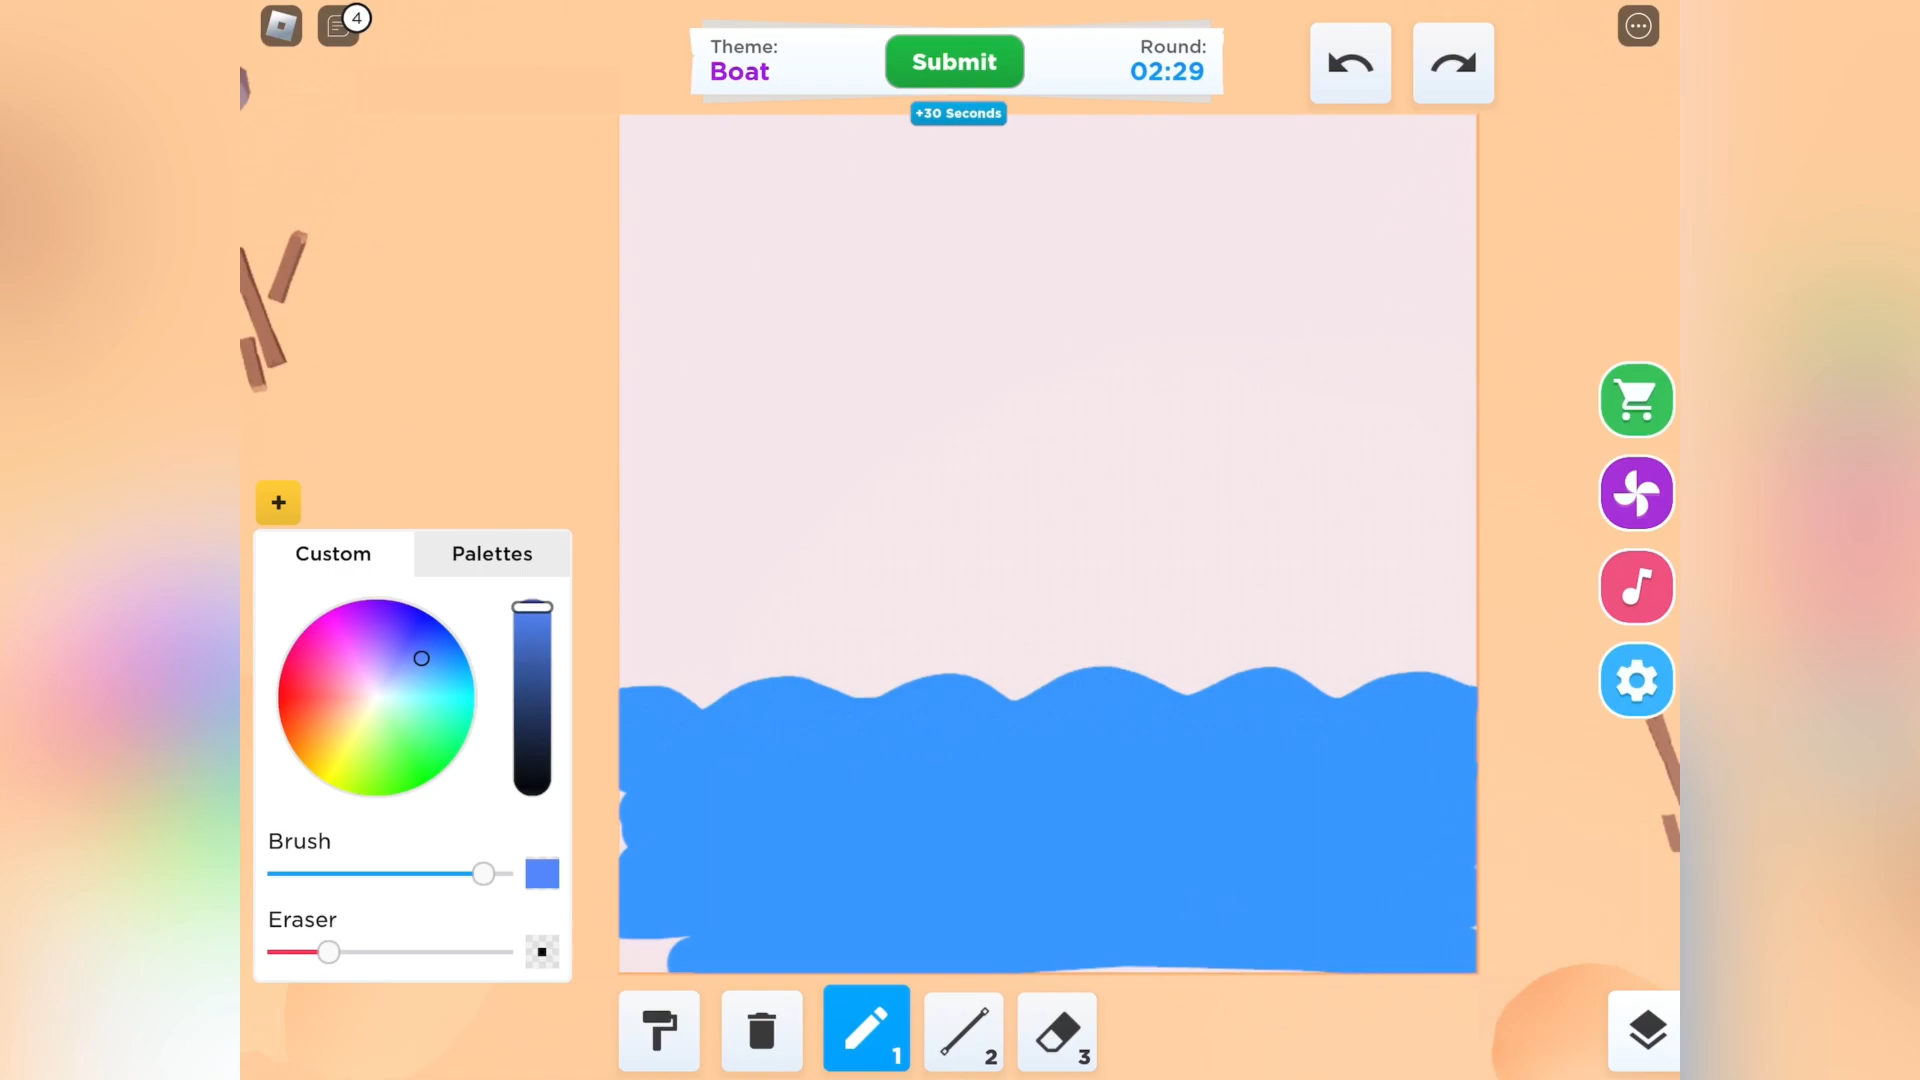 4
Theme:
Boat
Submit
Round:
02:29
+30 Seconds
+
Custom
Palettes
Brush
Eraser
1
2
3